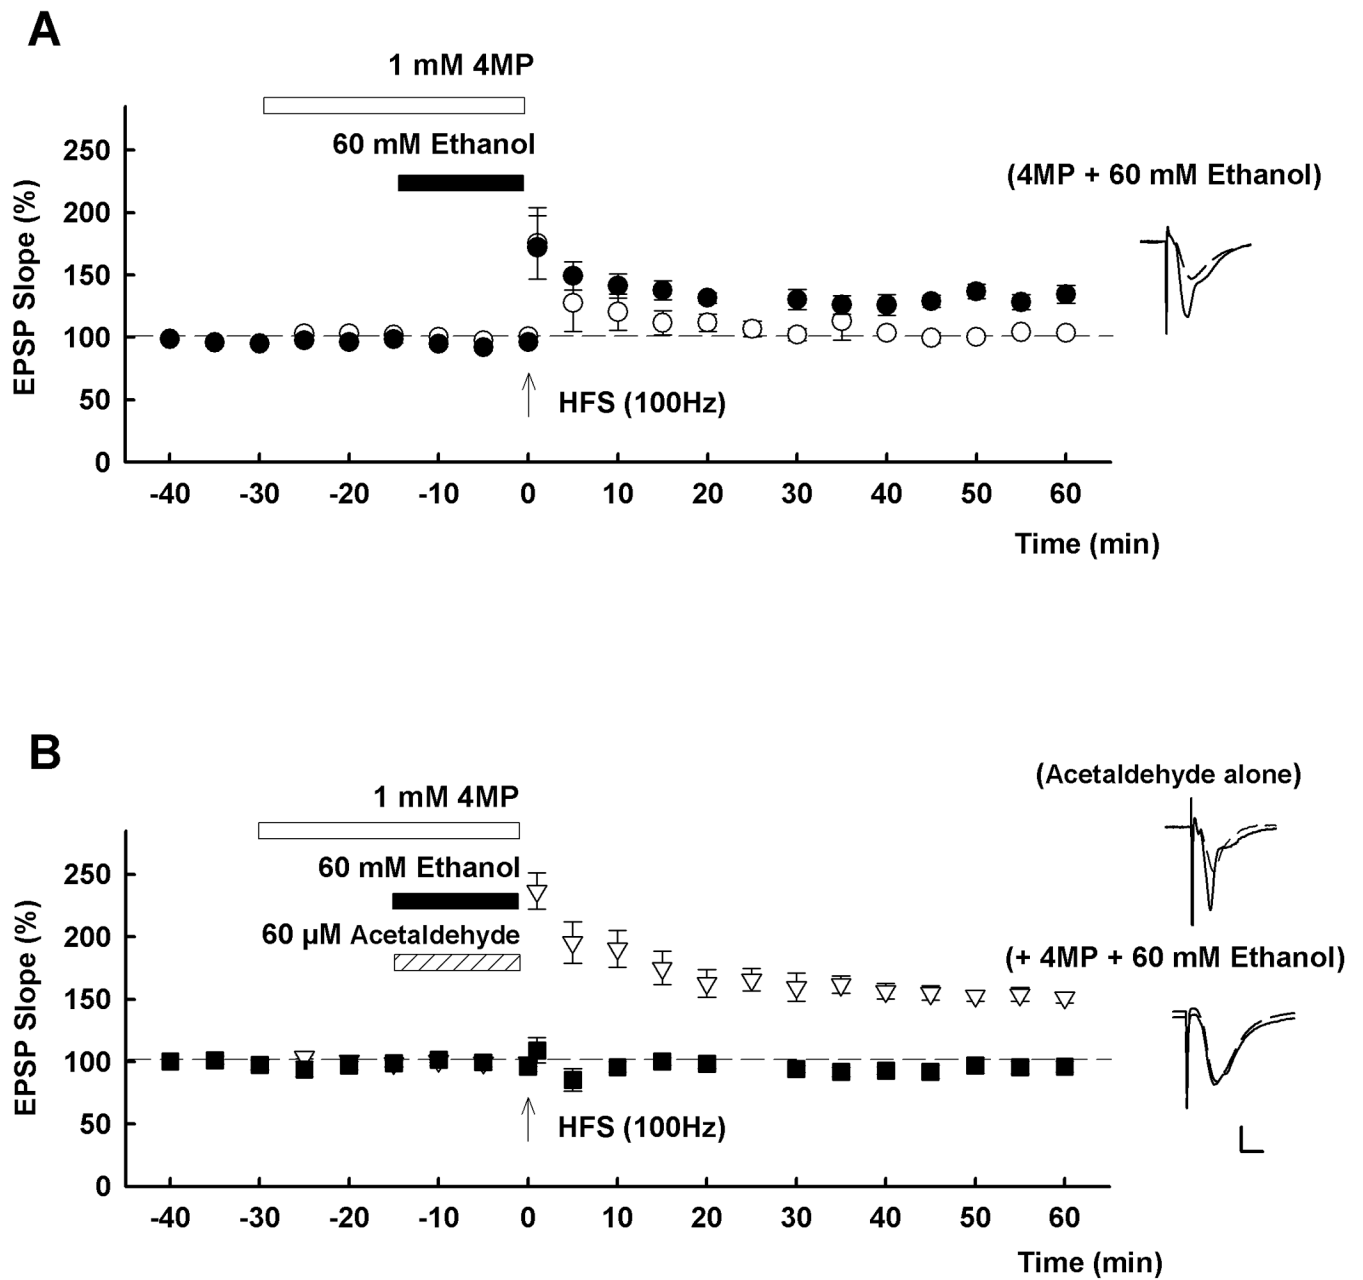 A
1 mM 4MP
60 mM Ethanol
(4MP + 60 mM Ethanol)
EPSP Slope (%)
250
200
150
100
50
0
HFS (100Hz)
-40 -30 -20 -10 0 10 20 30 40 50 60
Time (min)
B
(Acetaldehyde alone)
1 mM 4MP
60 mM Ethanol
60 µM Acetaldehyde
(+ 4MP + 60 mM Ethanol)
EPSP Slope (%)
250
200
150
100
50
0
HFS (100Hz)
-40 -30 -20 -10 0 10 20 30 40 50 60
Time (min)